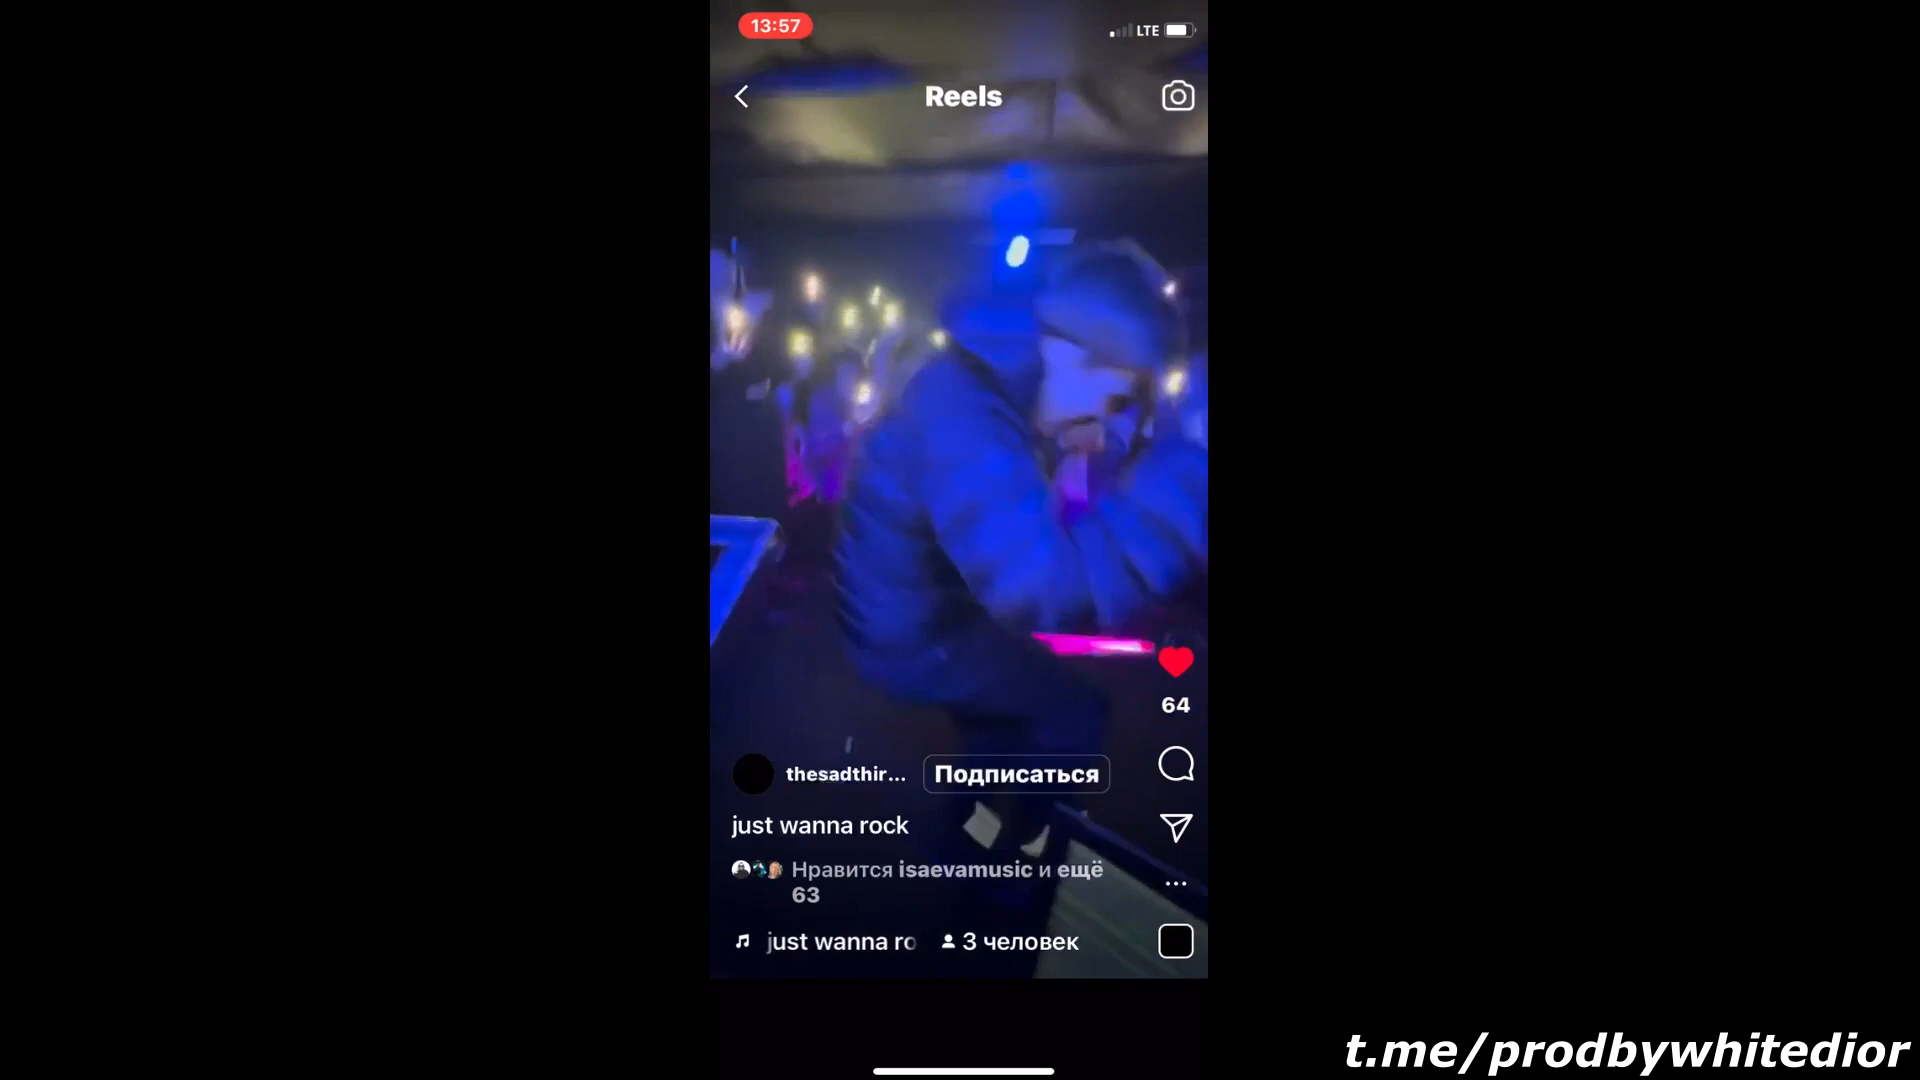 13:57
LTE
Reels
64
thesadthir...
Подписаться
just wanna rock
Нравится isaevamusic и ещё
63
just wanna ro
3 человек
t.me/prodbywhitedior